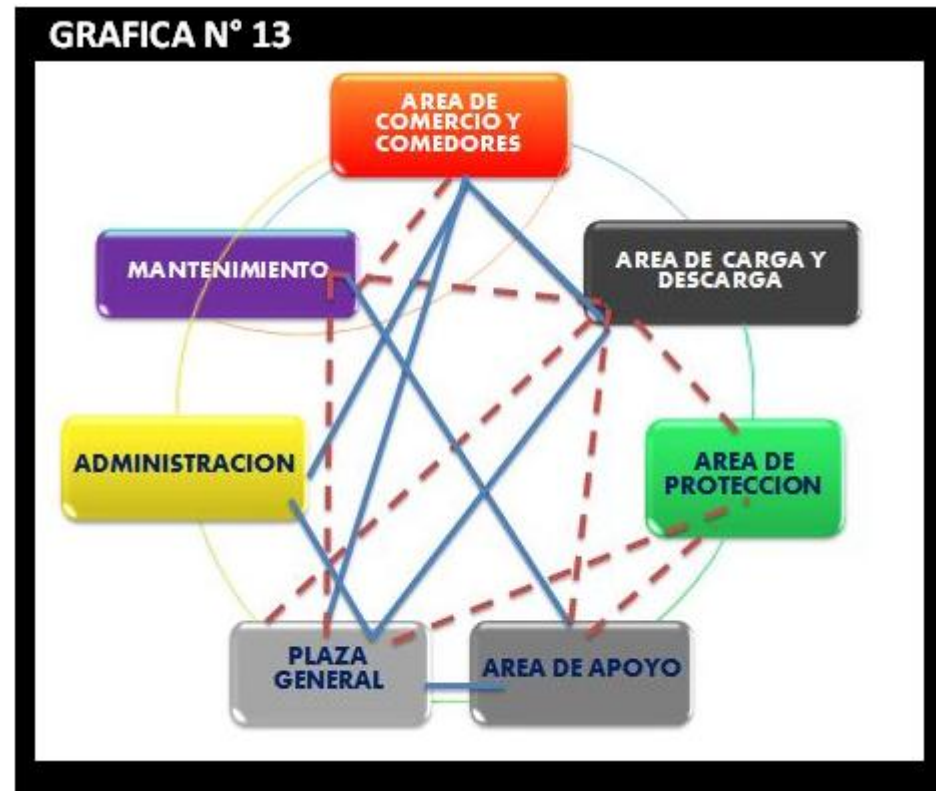 GRAFICA N° 13
AREA DE
COMERCIO Y
COMEDORES
MANTENIMIENTO
AREA DE CARGA Y
DESCARGA
ADMINISTRACION
AREA DE
PROTECCION
PLAZA
GENERAL
AREA DE APOYO